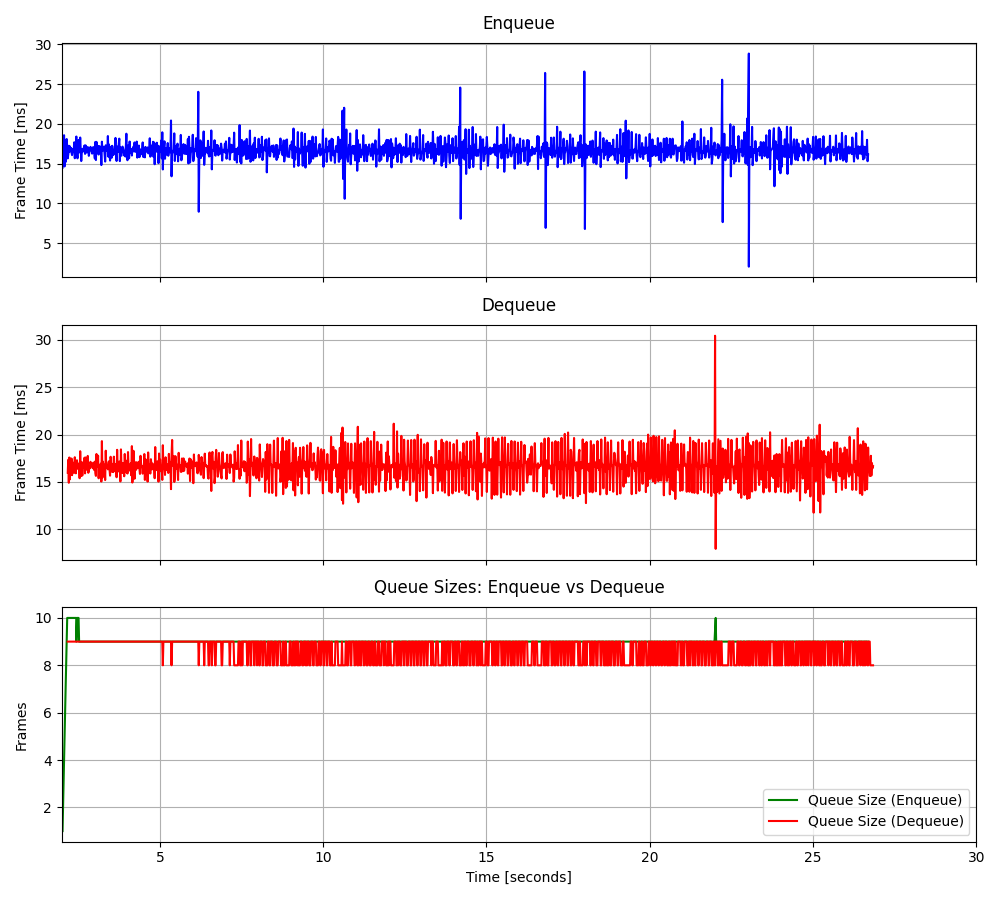 Enqueue
30
25
20
15
10
5
Frame Time [ms]
Dequeue
30
25
20
15
10
Frame Time [ms]
Queue Sizes: Enqueue vs Dequeue
10
8
6
4
2
Frames
Queue Size (Enqueue)
Queue Size (Dequeue)
5 10 15 20 25 30
Time [seconds]